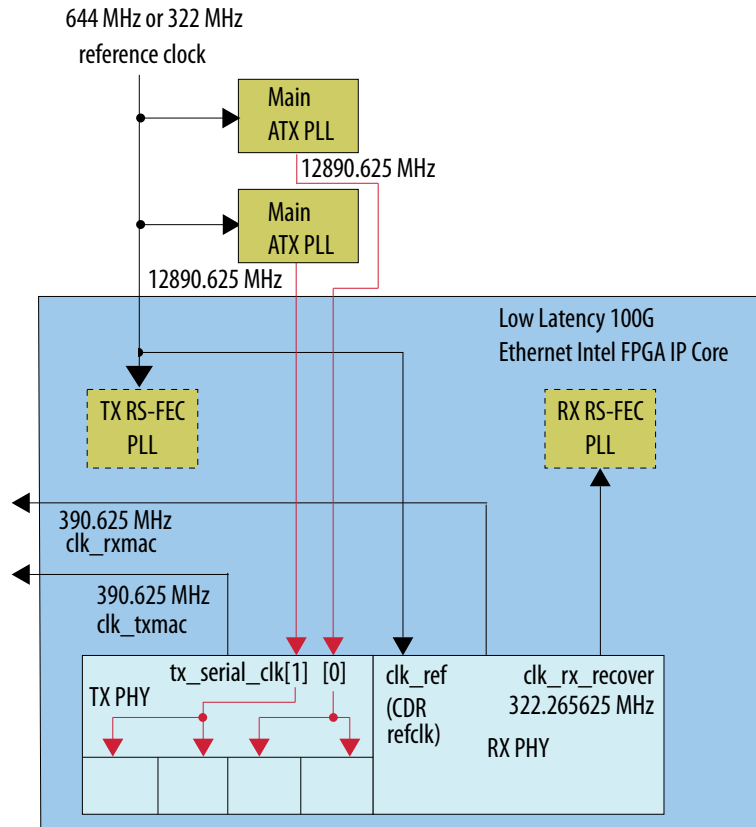 644 MHz or 322 MHz
reference clock
Main
ATX PLL
12890.625 MHz
Main
ATX PLL
12890.625 MHz
Low Latency 100G
Ethernet Intel FPGA IP Core
TX RS-FEC
PLL
RX RS-FEC
PLL
390.625 MHz
clk_rxmac
390.625 MHz
clk_txmac
tx_serial_clk[1] [0]
TX PHY
clk_ref
(CDR
refclk)
clk_rx_recover
322.265625 MHz
RX PHY